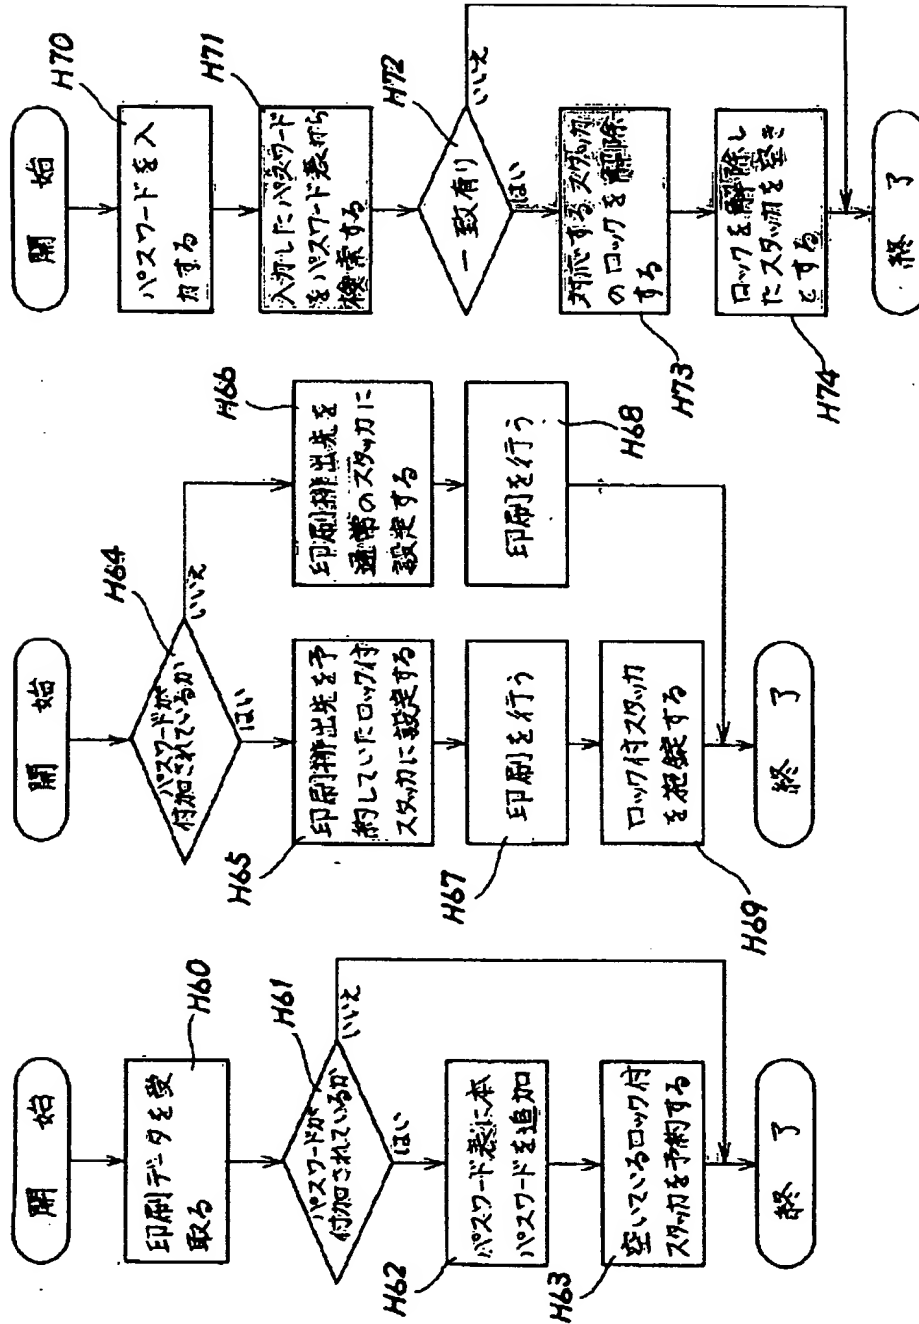 開　始
H60
印刷データを受
取る
H61
パスワードが
付加されているか
いいえ
はい
H62
パスワード表に本
パスワードを追加
H63
空いているロック付
スタッカを予約する
終　了
開　始
H64
パスワードが
付加されているか
いいえ
はい
H65
印刷排出先を予
約していたロック付
スタッカに設定する
H66
印刷排出先を
通常のスタッカに
設定する
H67
印刷を行う
H68
印刷を行う
H69
ロック付スタッカ
を施錠する
終　了
開　始
H70
パスワードを入
力する
H71
入力したパスワード
をパスワード表から
検索する
H72
一致有り
いいえ
はい
H73
対応するスタッカ
のロックを解除
する
H74
ロックを解除し
たスタッカを空き
とする
終　了